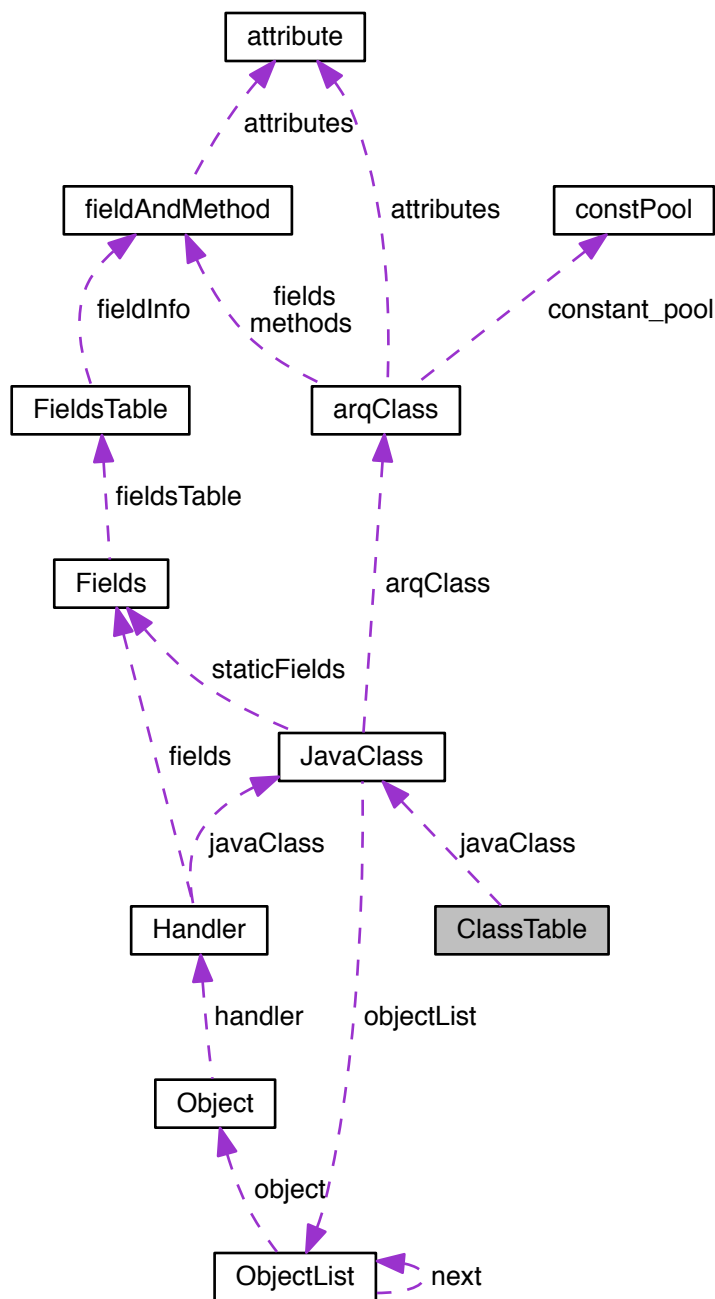 attribute
attributes
fieldAndMethod
attributes
constPool
fieldInfo
fields
methods
constant_pool
FieldsTable
arqClass
fieldsTable
Fields
arqClass
staticFields
fields
JavaClass
javaClass
javaClass
Handler
ClassTable
handler
objectList
Object
object
ObjectList
next